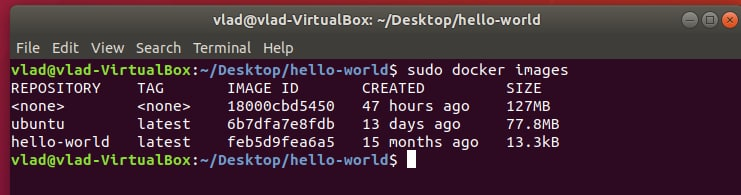 vlad@vlad-VirtualBox: ~/Desktop/hello-world
File Edit View Search Terminal Help
vlad@vlad-VirtualBox:~/Desktop/hello-world$ sudo docker images
REPOSITORY TAG IMAGE ID CREATED SIZE
<none> <none> 18000cbd5450 47 hours ago 127MB
ubuntu latest 6b7dfa7e8fdb 13 days ago 77.8MB
hello-world latest feb5d9fea6a5 15 months ago 13.3kB
vlad@vlad-VirtualBox:~/Desktop/hello-world$